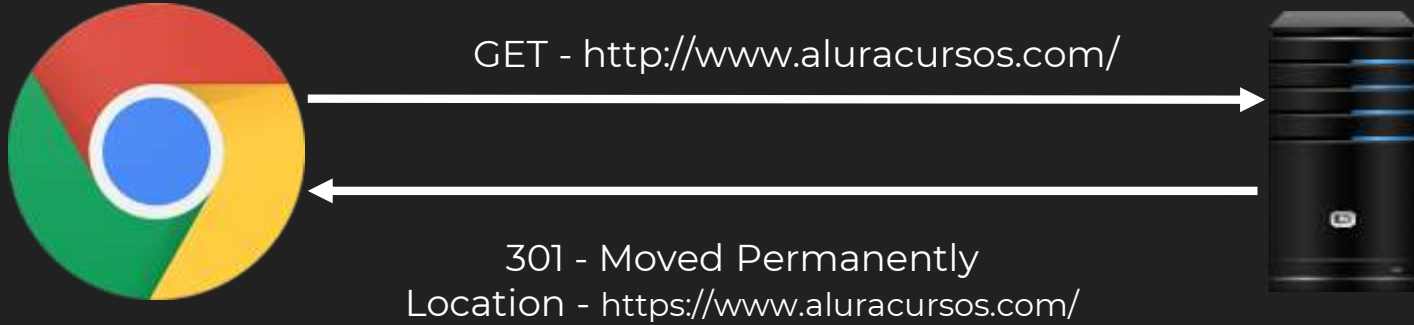 GET - http://www.aluracursos.com/
301 - Moved Permanently
Location - https://www.aluracursos.com/